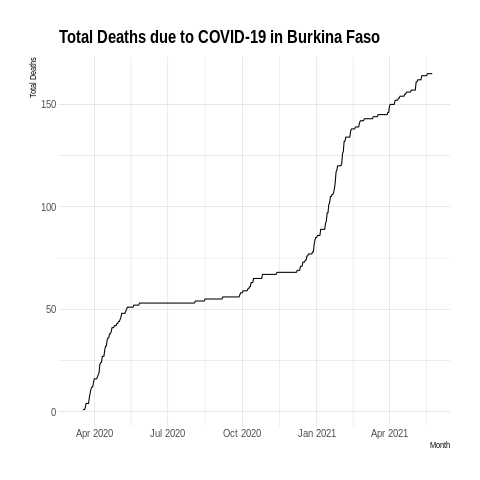 Total Deaths due to COVID-19 in Burkina Faso
Total Deaths
150
100
50
0
Apr 2020 Jul 2020 Oct 2020 Jan 2021 Apr 2021
Month